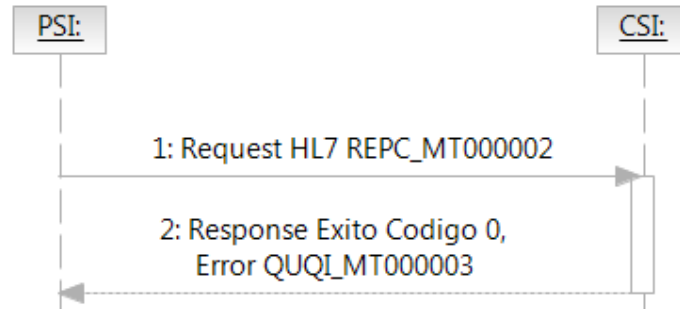 PSI:
CSI:
1: Request HL7 REPC_MT000002
2: Response Exito Codigo 0,
Error QUQI_MT000003